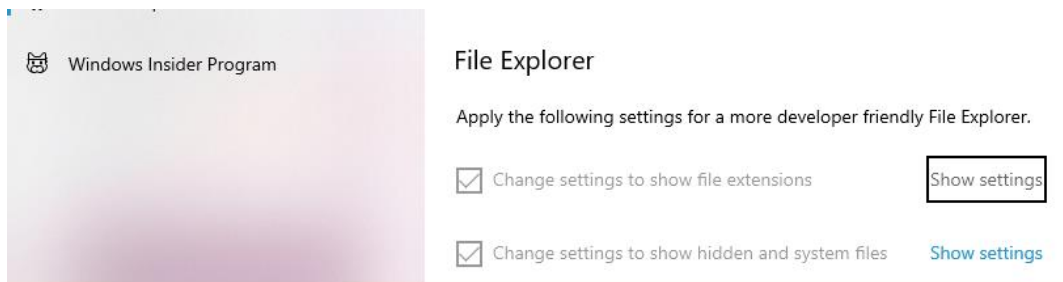 Windows Insider Program
File Explorer
Apply the following settings for a more developer friendly File Explorer.
Change settings to show file extensions
Show settings
Change settings to show hidden and system files
Show settings